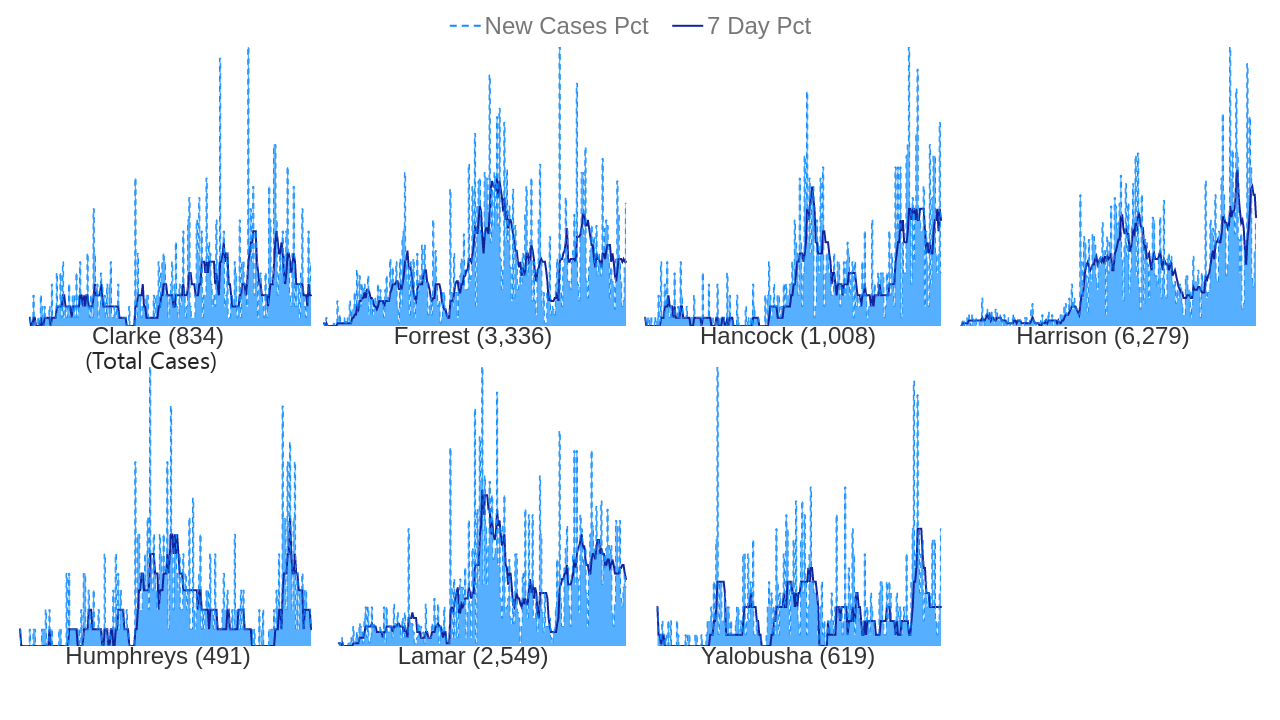 New Cases Pct 7 Day Pct
Clarke (834) Forrest (3,336) Hancock (1,008) Harrison (6,279)
(Total Cases)
Humphreys (491) Lamar (2,549) Yalobusha (619)